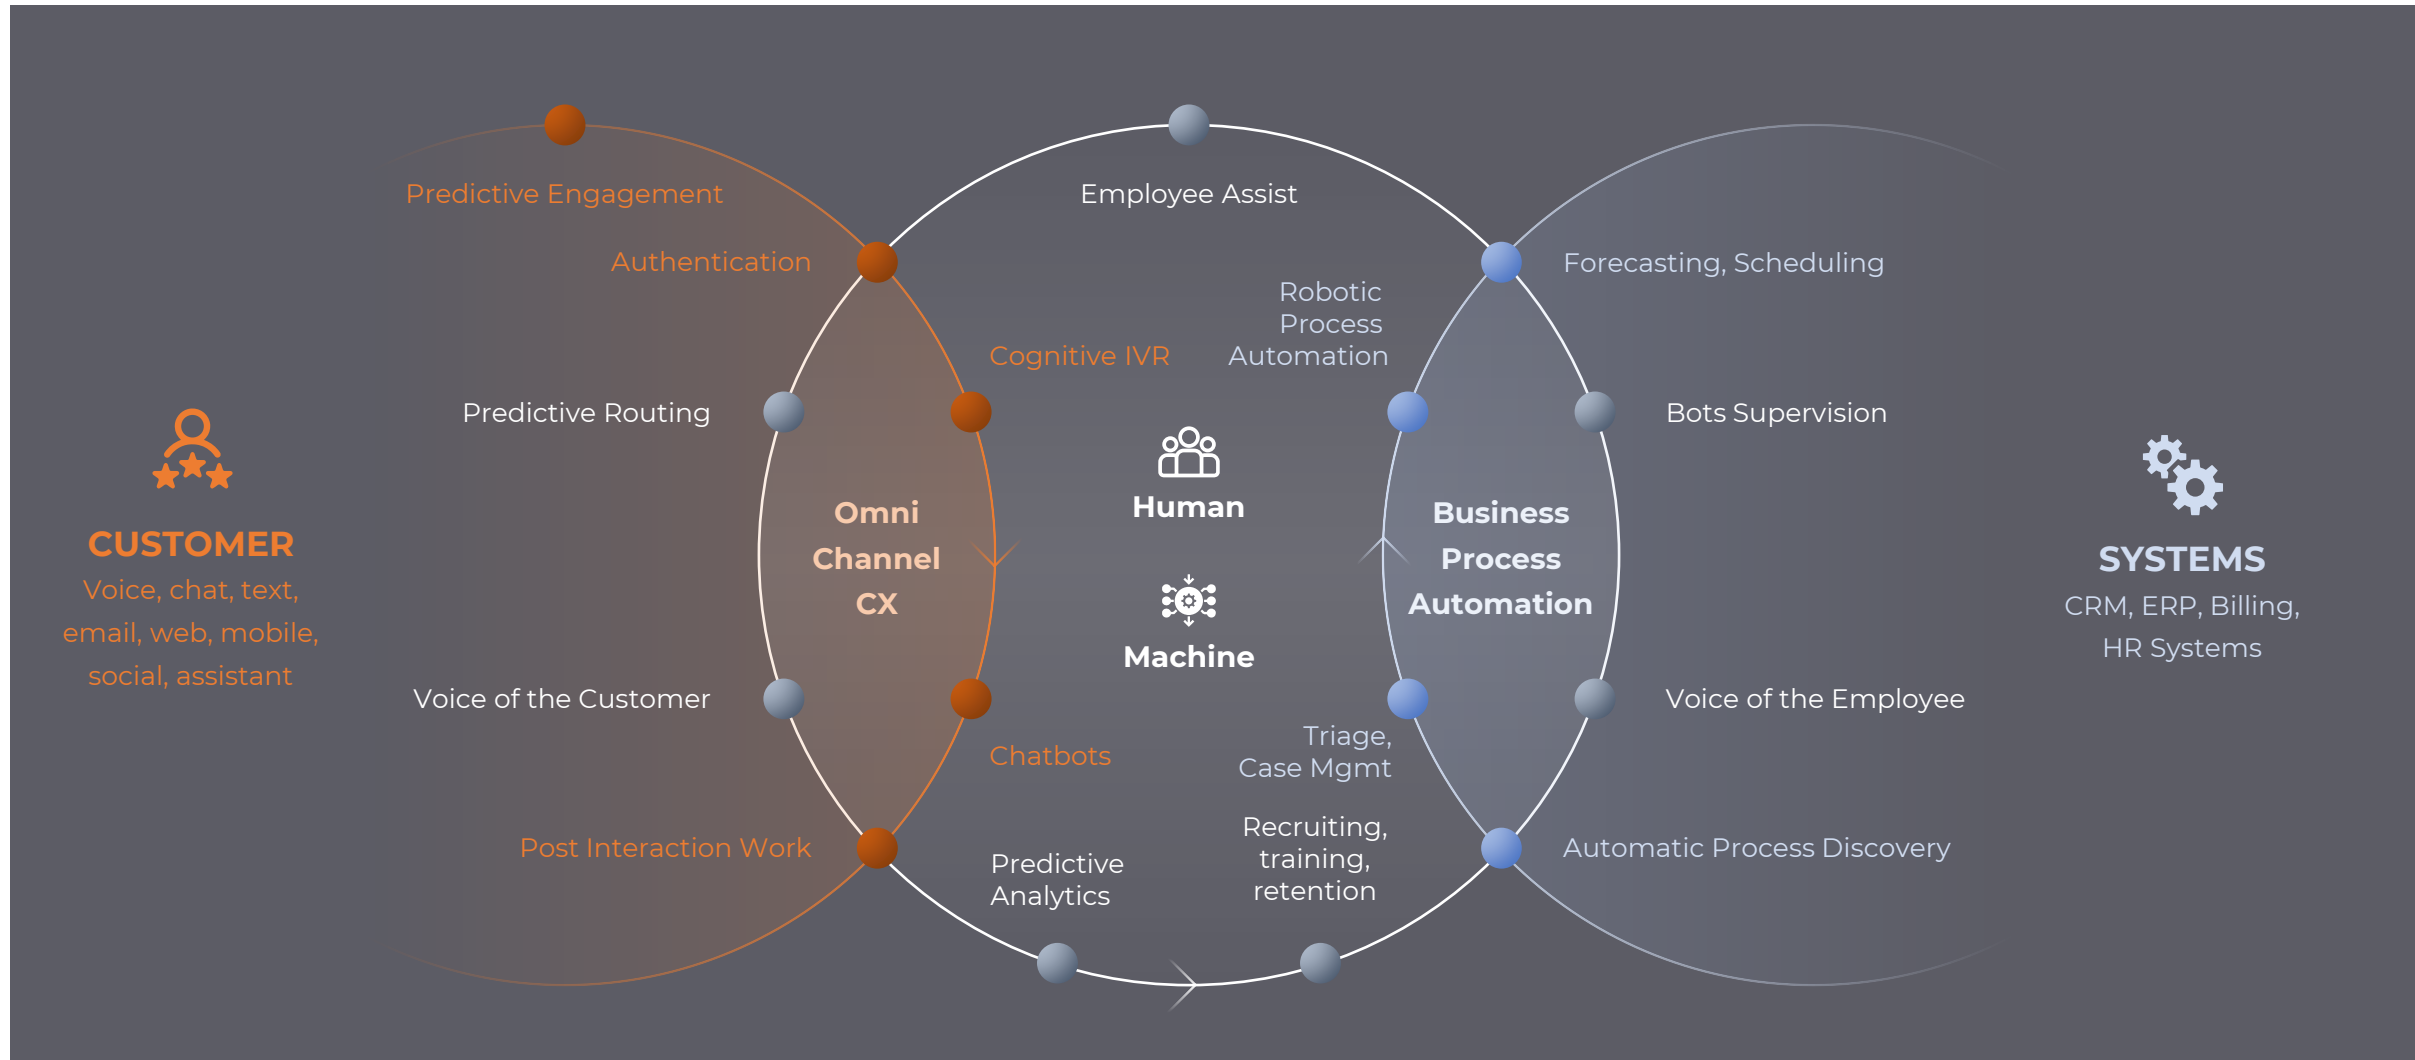 Predictive Engagement
Employee Assist
Authentication
Forecasting, Scheduling
Robotic
Process
Automation
Cognitive IVR
Predictive Routing
Bots Supervision
Human
Machine
Omni
Channel
CX
Business
Process
Automation
CUSTOMER
Voice, chat, text,
email, web, mobile,
social, assistant
SYSTEMS
CRM, ERP, Billing,
HR Systems
Voice of the Customer
Voice of the Employee
Chatbots
Triage,
Case Mgmt
Post Interaction Work
Automatic Process Discovery
Predictive
Analytics
Recruiting,
training,
retention